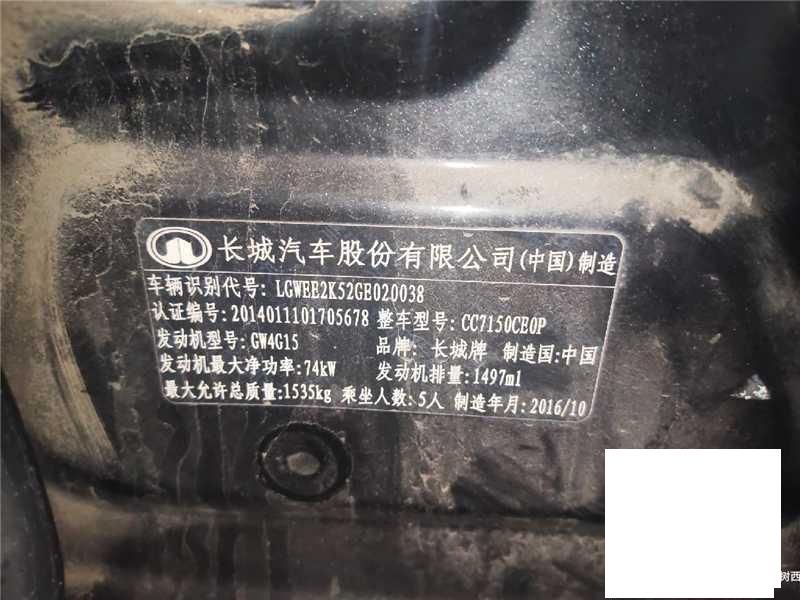 长城汽车股份有限公司(中国)制造
车辆识别代号: LGWEE2K52GE020038
认证编号: 2014011101705678 整车型号: CC7150CE0P
发动机型号: GW4G15 品牌: 长城牌 制造国: 中国
发动机最大净功率: 74kW 发动机排量: 1497ml
最大允许总质量: 1535kg 乘坐人数: 5人 制造年月: 2016/10
树西